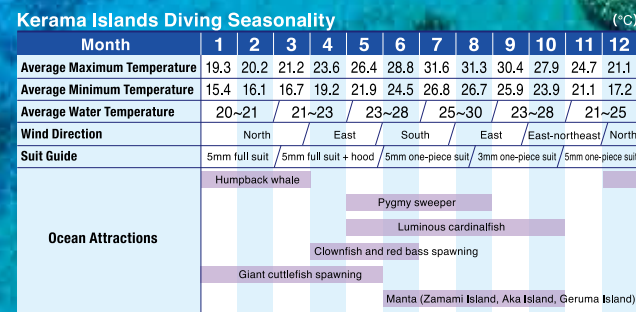 Kerama Islands Diving Seasonality (°C)
Month 1 2 3 4 5 6 7 8 9 10 11 12
Average Maximum Temperature 19.3 20.2 21.2 23.6 26.4 28.8 31.6 31.3 30.4 27.9 24.7 21.1
Average Minimum Temperature 15.4 16.1 16.7 19.2 21.9 24.5 26.8 26.7 25.9 23.9 21.1 17.2
Average Water Temperature 20~21 21~23 23~28 25~30 23~28 21~25
Wind Direction North East South East East-northeast North
Suit Guide 5mm full suit 5mm full suit + hood 5mm one-piece suit 3mm one-piece suit 5mm one-piece suit
Humpback whale
Pygmy sweeper
Luminous cardinalfish
Ocean Attractions
Clownfish and red bass spawning
Giant cuttlefish spawning
Manta (Zamami Island, Aka Island, Geruma Island)